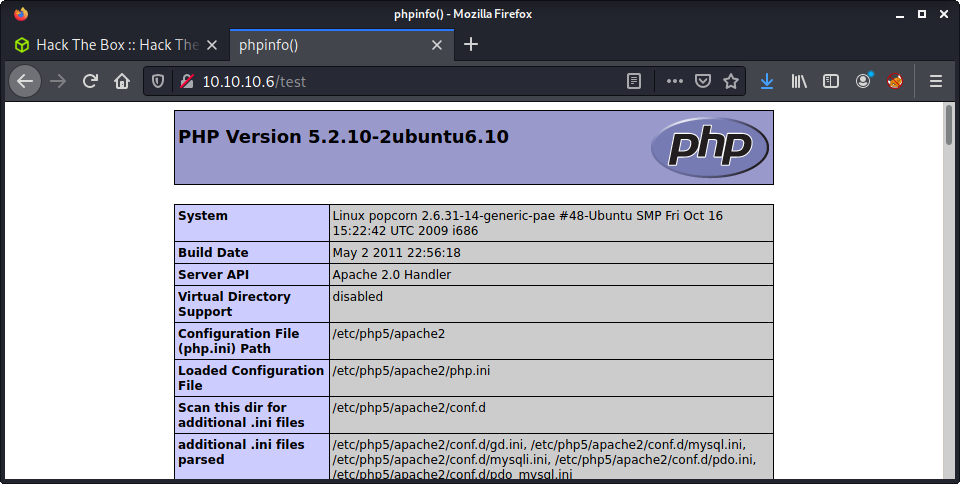 phpinfo() - Mozilla Firefox
Hack The Box :: Hack The
phpinfo()
10.10.10.6/test
PHP Version 5.2.10-2ubuntu6.10
php
System
Linux popcorn 2.6.31-14-generic-pae #48-Ubuntu SMP Fri Oct 16
15:22:42 UTC 2009 i686
Build Date
May 2 2011 22:56:18
Server API
Apache 2.0 Handler
Virtual Directory
Support
disabled
Configuration File
(php.ini) Path
/etc/php5/apache2
Loaded Configuration
File
/etc/php5/apache2/php.ini
Scan this dir for
additional .ini files
/etc/php5/apache2/conf.d
additional .ini files
parsed
/etc/php5/apache2/conf.d/gd.ini, /etc/php5/apache2/conf.d/mysql.ini,
/etc/php5/apache2/conf.d/mysqli.ini, /etc/php5/apache2/conf.d/pdo.ini,
/etc/php5/apache2/conf.d/pdo_mysql.ini